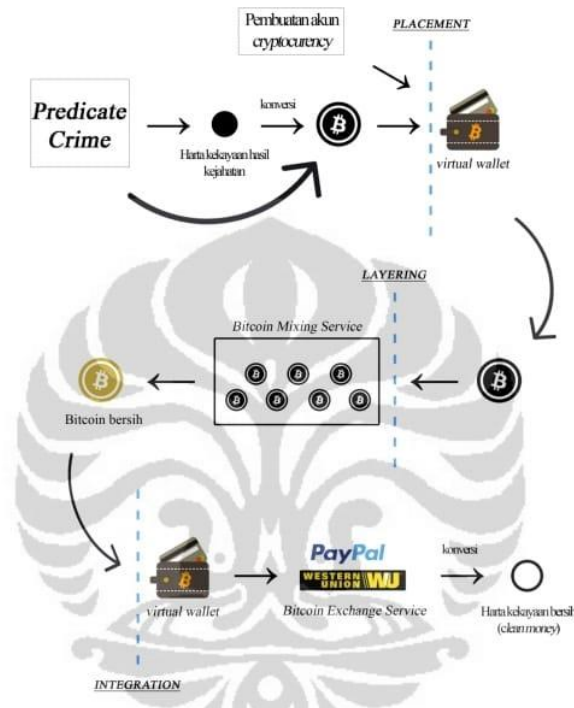 Pembuatan akun
cryptocurency
PLACEMENT
Predicate
Crime
konversi
Harta kekayaan hasil
kejahatan
virtual wallet
LAYERING
Bitcoin Mixing Service
Bitcoin bersih
PayPal
WESTERN
UNION WU
konversi
virtual wallet
Bitcoin Exchange Service
Harta kekayaan bersih
(clean money)
INTEGRATION